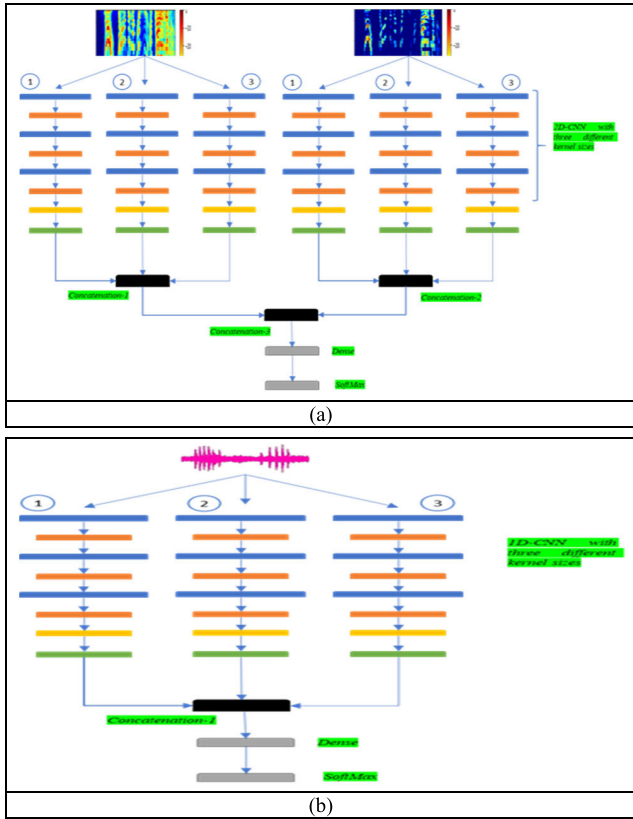 1
2
3
1
2
3
2D-CNN with
three different
kernel sizes
Concatenation-1
Concatenation-2
Concatenation-3
Dense
SoftMax
(a)
1
2
3
1D-CNN with
three different
kernel sizes
Concatenation-1
Dense
SoftMax
(b)